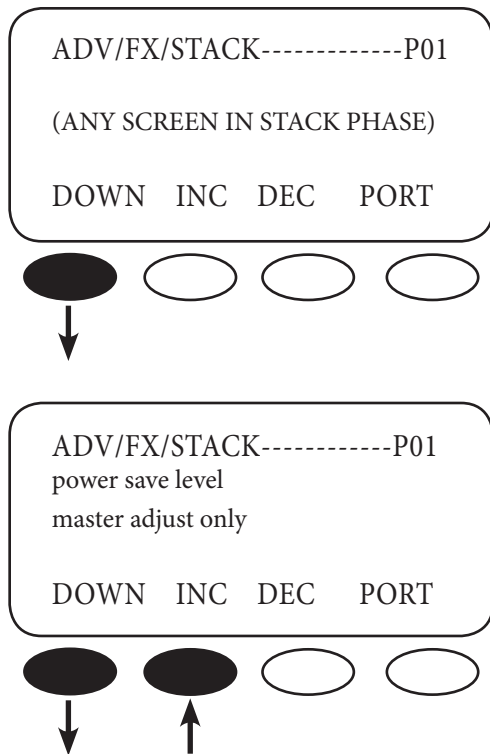 ADV/FX/STACK-------------P01
(ANY SCREEN IN STACK PHASE)
DOWN INC DEC PORT
ADV/FX/STACK------------P01
power save level
master adjust only
DOWN INC DEC PORT